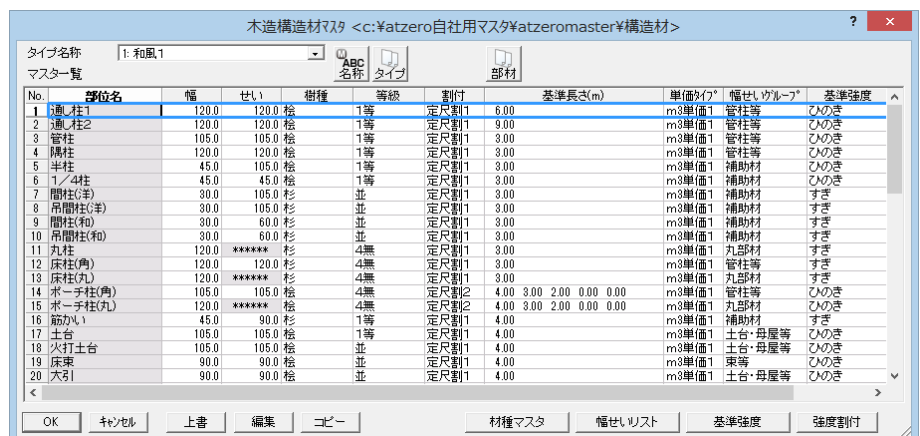 木造構造材ﾏｽﾀ <c:¥atzero自社用マスタ¥atzeromaster¥構造材> ? ×
タイプ名称 1: 和風1 ABC 名称 タイプ 部材
マスター覧
No. 部位名 幅 せい 樹種 等級 割付 基準長さ(m) 単価ﾀｲﾌﾟ 幅せいｸﾞﾙｰﾌﾟ 基準強度
1 通し柱1 120.0 120.0 桧 1等 定尺割1 6.00 m3単価1 管柱等 ひのき
2 通し柱2 120.0 120.0 桧 1等 定尺割1 9.00 m3単価1 管柱等 ひのき
3 管柱 105.0 105.0 桧 1等 定尺割1 3.00 m3単価1 管柱等 ひのき
4 隅柱 120.0 120.0 桧 1等 定尺割1 3.00 m3単価1 管柱等 ひのき
5 半柱 45.0 105.0 桧 1等 定尺割1 3.00 m3単価1 補助材 ひのき
6 1／4柱 45.0 45.0 桧 1等 定尺割1 3.00 m3単価1 補助材 ひのき
7 間柱(洋) 30.0 105.0 杉 並 定尺割1 3.00 m3単価1 補助材 すぎ
8 吊間柱(洋) 30.0 105.0 杉 並 定尺割1 3.00 m3単価1 補助材 すぎ
9 間柱(和) 30.0 60.0 杉 並 定尺割1 3.00 m3単価1 補助材 すぎ
10 吊間柱(和) 30.0 60.0 杉 並 定尺割1 3.00 m3単価1 補助材 すぎ
11 丸柱 120.0 ****** 杉 4無 定尺割1 3.00 m3単価1 丸部材 すぎ
12 床柱(角) 120.0 120.0 杉 4無 定尺割1 3.00 m3単価1 管柱等 すぎ
13 床柱(丸) 120.0 ****** 杉 4無 定尺割1 3.00 m3単価1 丸部材 すぎ
14 ポーチ柱(角) 105.0 105.0 桧 4無 定尺割2 4.00 3.00 2.00 0.00 0.00 m3単価1 管柱等 ひのき
15 ポーチ柱(丸) 120.0 ****** 桧 4無 定尺割2 4.00 3.00 2.00 0.00 0.00 m3単価1 丸部材 ひのき
16 筋かい 45.0 90.0 杉 1等 定尺割1 4.00 m3単価1 補助材 すぎ
17 土台 105.0 105.0 桧 1等 定尺割1 4.00 m3単価1 土台・母屋等 ひのき
18 火打土台 105.0 105.0 桧 並 定尺割1 4.00 m3単価1 土台・母屋等 ひのき
19 床束 90.0 90.0 桧 並 定尺割1 4.00 m3単価1 束等 ひのき
20 大引 90.0 90.0 桧 並 定尺割1 4.00 m3単価1 土台・母屋等 ひのき
OK ｷｬﾝｾﾙ 上書 編集 コピー 材種マスタ 幅せいリスト 基準強度 強度割付